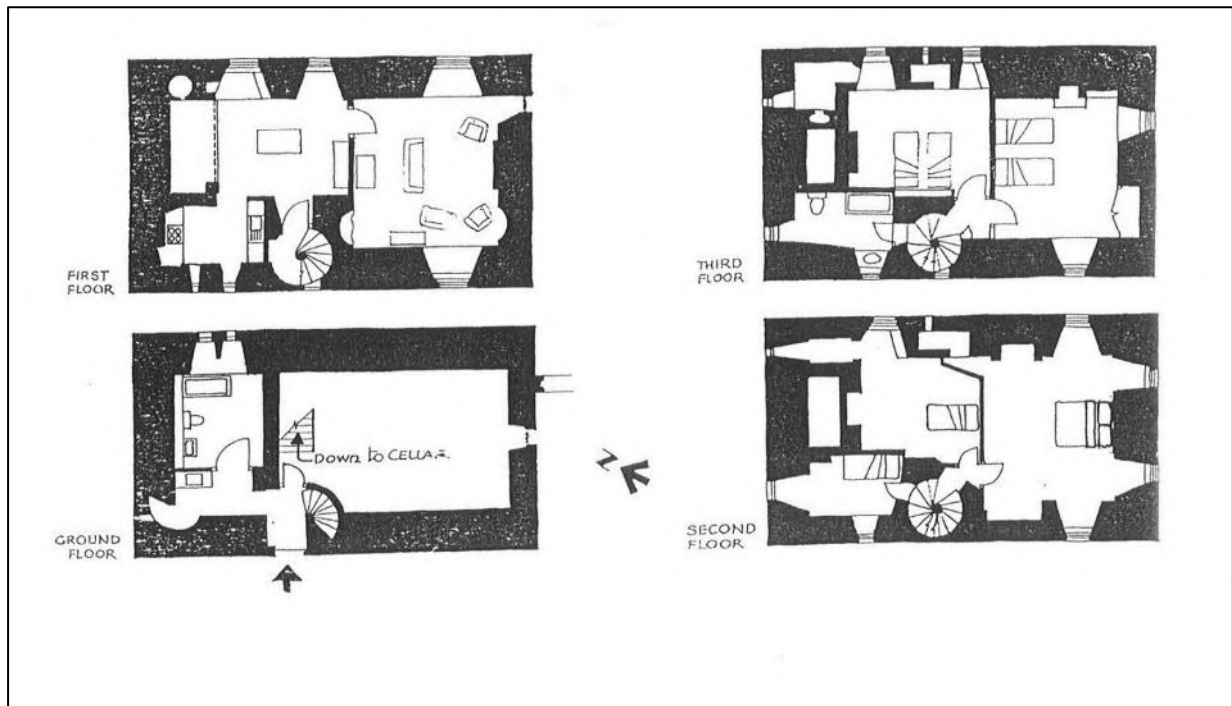 FIRST
FLOOR
THIRD
FLOOR
DOWN to CELLAR
GROUND
FLOOR
N
SECOND
FLOOR